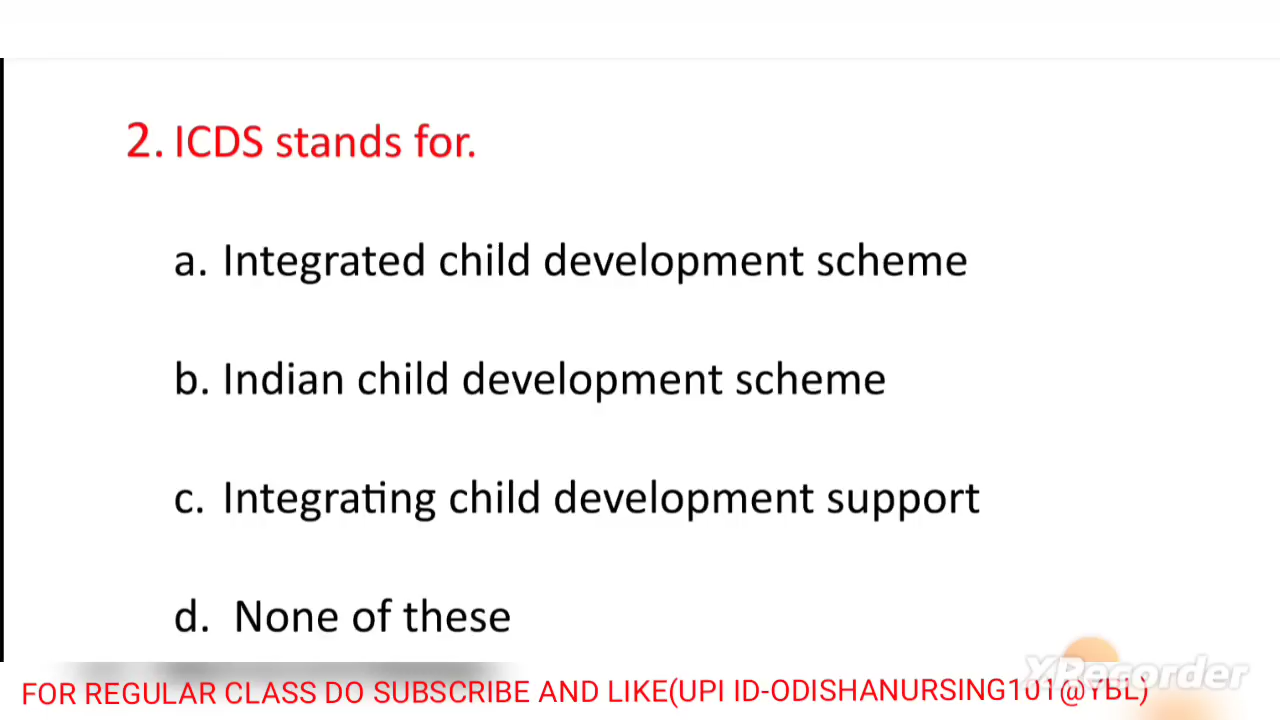 2. ICDS stands for.
a. Integrated child development scheme
b. Indian child development scheme
c. Integrating child development support
d. None of these
XRecorder
FOR REGULAR CLASS DO SUBSCRIBE AND LIKE(UPI ID-ODISHANURSING101@YBL)